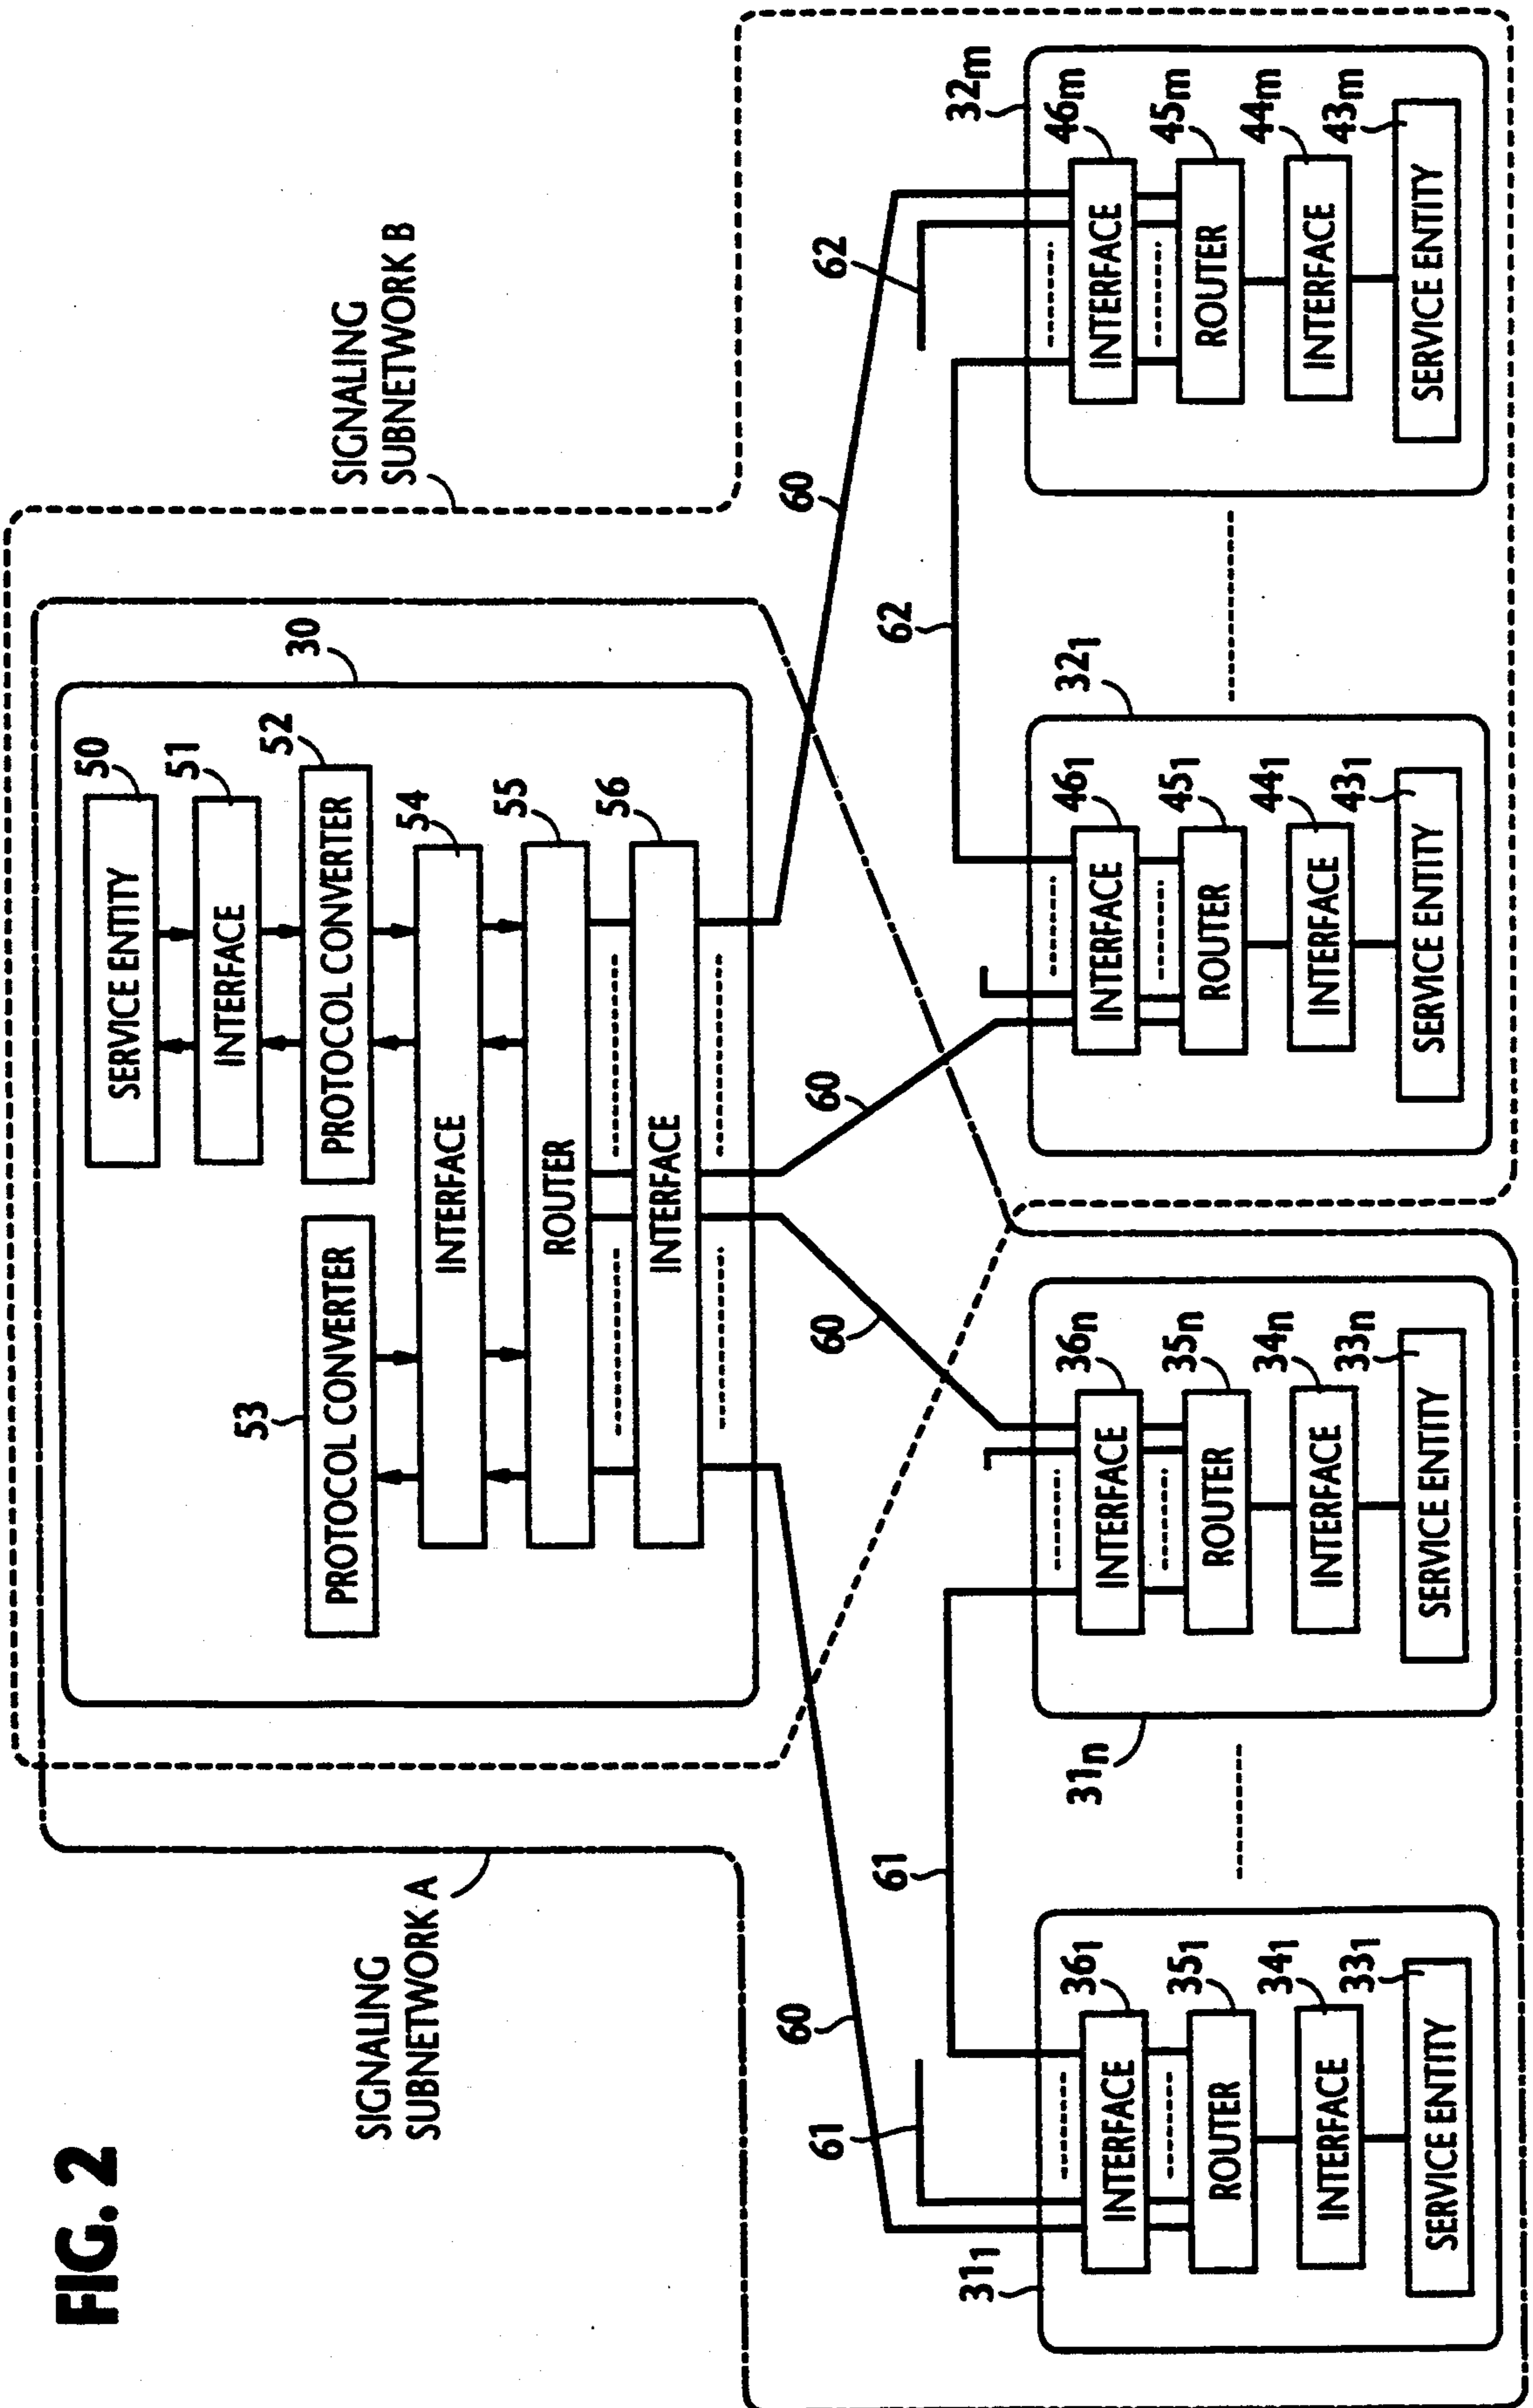 FIG. 2
SIGNALING
SUBNETWORK A
SIGNALING
SUBNETWORK B
30
SERVICE ENTITY
50
INTERFACE
51
53
PROTOCOL CONVERTER
PROTOCOL CONVERTER
52
INTERFACE
54
ROUTER
55
INTERFACE
56
60
60
60
60
61
61
62
62
31₁
INTERFACE
36₁
ROUTER
35₁
INTERFACE
34₁
SERVICE ENTITY
33₁
31n
INTERFACE
36n
ROUTER
35n
INTERFACE
34n
SERVICE ENTITY
33n
32₁
INTERFACE
46₁
ROUTER
45₁
INTERFACE
44₁
SERVICE ENTITY
43₁
32m
INTERFACE
46m
ROUTER
45m
INTERFACE
44m
SERVICE ENTITY
43m